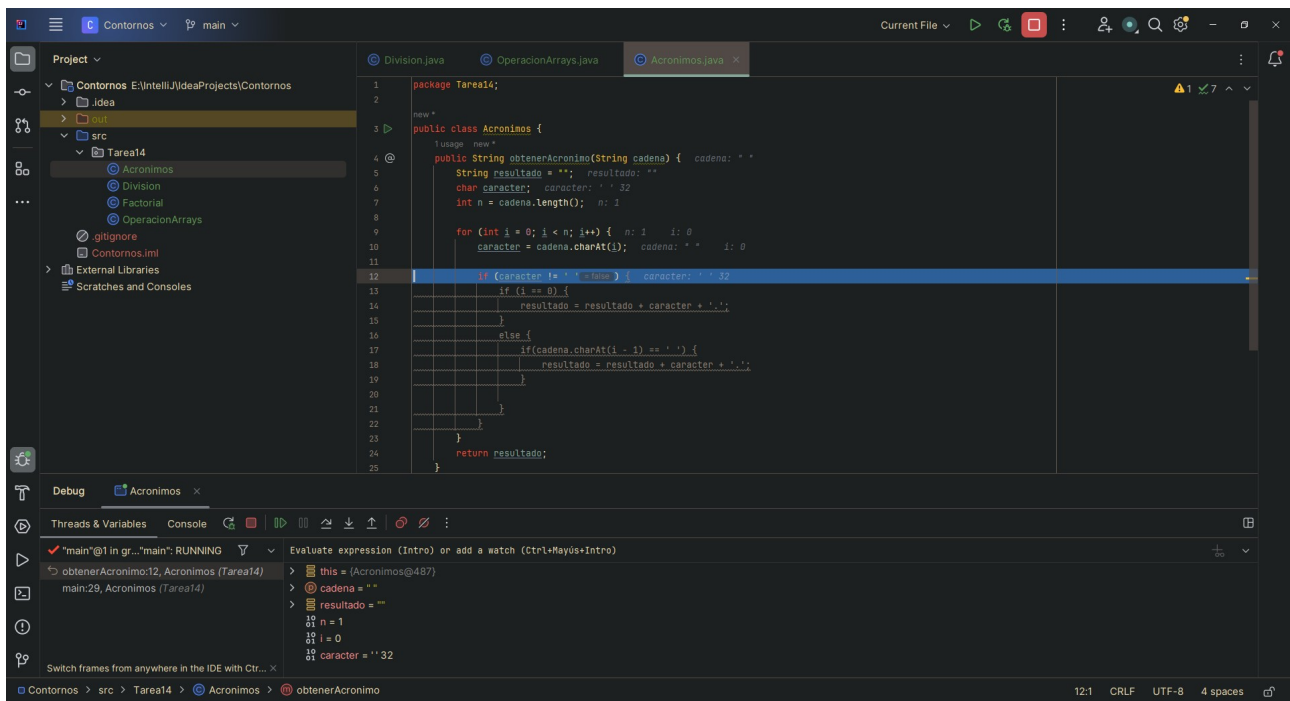 C Contornos main Current File
Project
Division.java OperacionArrays.java Acronimos.java
Contornos E:\IntelliJ\IdeaProjects\Contornos
.idea
out
src
Tarea14
Acronimos
Division
Factorial
OperacionArrays
.gitignore
Contornos.iml
External Libraries
Scratches and Consoles
1 package Tarea14;
2
new *
3 public class Acronimos {
1 usage new *
4 @ public String obtenerAcronimo(String cadena) { cadena: " "
5 String resultado = ""; resultado: ""
6 char caracter; caracter: ' ' 32
7 int n = cadena.length(); n: 1
8
9 for (int i = 0; i < n; i++) { n: 1 i: 0
10 caracter = cadena.charAt(i); cadena: " " i: 0
11
12 if (caracter != ' ' = false ) { caracter: ' ' 32
13 if (i == 0) {
14 resultado = resultado + caracter + '.';
15 }
16 else {
17 if(cadena.charAt(i - 1) == ' ') {
18 resultado = resultado + caracter + '.';
19 }
20
21 }
22 }
23 }
24 return resultado;
25 }
1 7
Debug Acronimos
Threads & Variables Console
"main"@1 in gr..."main": RUNNING
Evaluate expression (Intro) or add a watch (Ctrl+Mayús+Intro)
obtenerAcronimo:12, Acronimos (Tarea14)
main:29, Acronimos (Tarea14)
this = {Acronimos@487}
cadena = " "
resultado = ""
n = 1
i = 0
caracter = ' ' 32
Switch frames from anywhere in the IDE with Ctr...
Contornos > src > Tarea14 > Acronimos > obtenerAcronimo
12:1 CRLF UTF-8 4 spaces